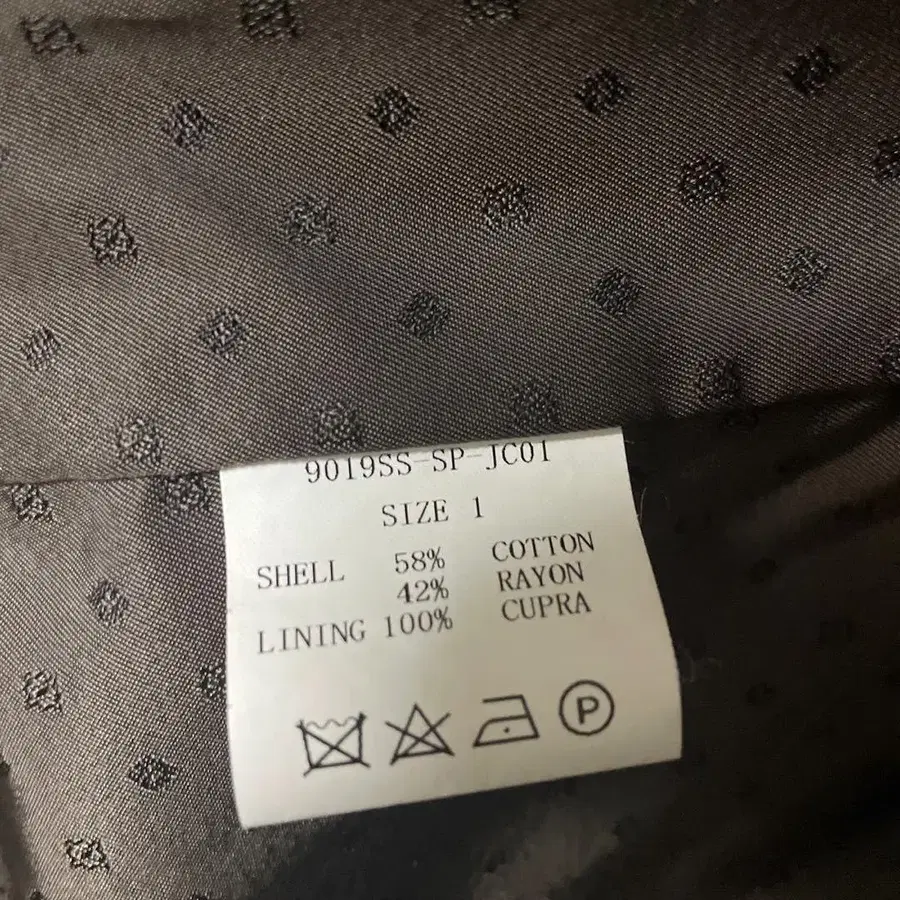 9019SS-SP-JC01
SIZE 1
SHELL 58% COTTON
42% RAYON
LINING 100% CUPRA
P